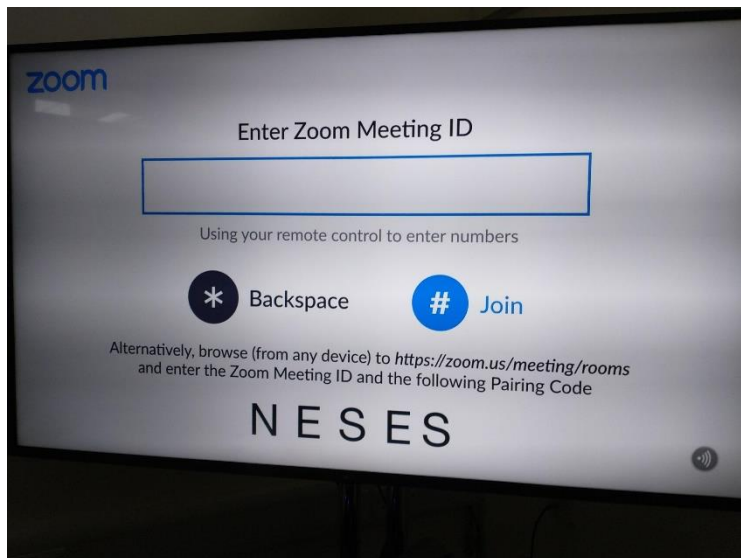 zoom
Enter Zoom Meeting ID
Using your remote control to enter numbers
* Backspace
# Join
Alternatively, browse (from any device) to https://zoom.us/meeting/rooms
and enter the Zoom Meeting ID and the following Pairing Code
N E S E S